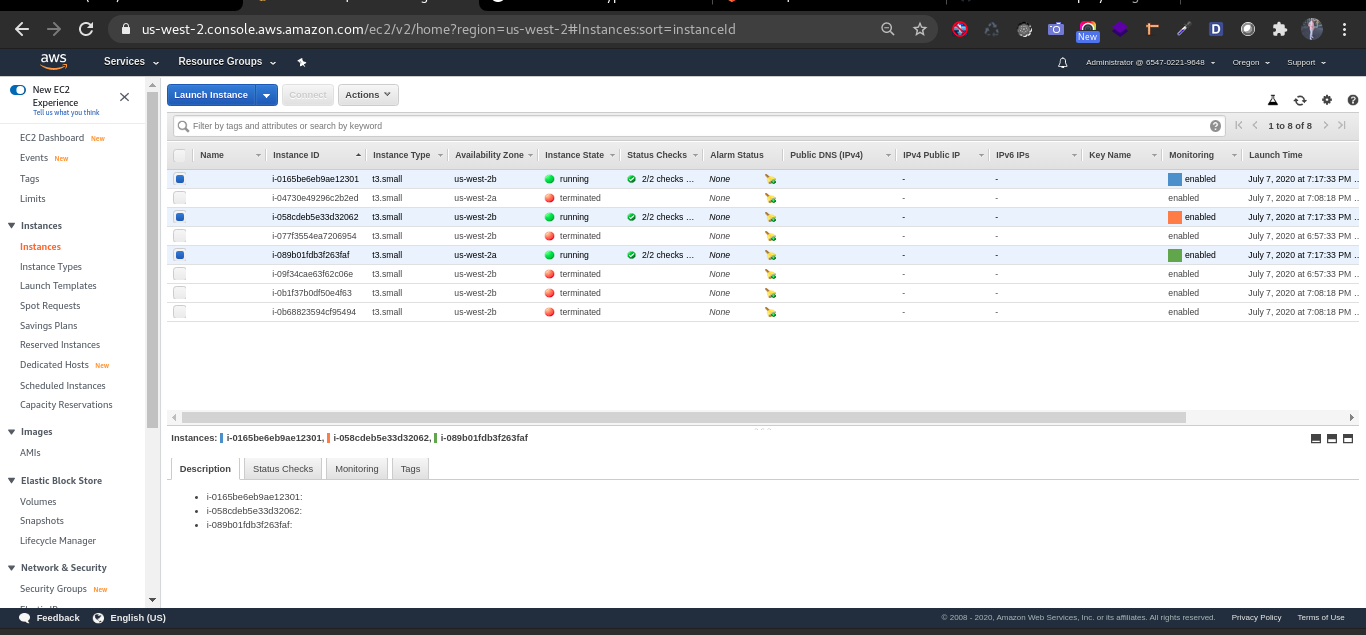 us-west-2.console.aws.amazon.com/ec2/v2/home?region=us-west-2#Instances:sort=instanceId
New
D
aws Services Resource Groups Administrator @ 6547-0221-9648 Oregon Support
New EC2 Experience
Tell us what you think
EC2 Dashboard New
Events New
Tags
Limits
Instances
Instances
Instance Types
Launch Templates
Spot Requests
Savings Plans
Reserved Instances
Dedicated Hosts New
Scheduled Instances
Capacity Reservations
Images
AMIs
Elastic Block Store
Volumes
Snapshots
Lifecycle Manager
Network & Security
Security Groups New
Launch Instance Connect Actions
Filter by tags and attributes or search by keyword 1 to 8 of 8
Name Instance ID Instance Type Availability Zone Instance State Status Checks Alarm Status Public DNS (IPv4) IPv4 Public IP IPv6 IPs Key Name Monitoring Launch Time
i-0165be6eb9ae12301 t3.small us-west-2b running 2/2 checks ... None - - enabled July 7, 2020 at 7:17:33 PM ..
i-04730e49296c2b2ed t3.small us-west-2a terminated None - - enabled July 7, 2020 at 7:08:18 PM ..
i-058cdeb5e33d32062 t3.small us-west-2b running 2/2 checks ... None - - enabled July 7, 2020 at 7:17:33 PM ..
i-077f3554ea7206954 t3.small us-west-2b terminated None - - enabled July 7, 2020 at 6:57:33 PM ..
i-089b01fdb3f263faf t3.small us-west-2a running 2/2 checks ... None - - enabled July 7, 2020 at 7:17:33 PM ..
i-09f34cae63f62c06e t3.small us-west-2b terminated None - - enabled July 7, 2020 at 6:57:33 PM ..
i-0b1f37b0df50e4f63 t3.small us-west-2b terminated None - - enabled July 7, 2020 at 7:08:18 PM ..
i-0b68823594cf95494 t3.small us-west-2b terminated None - - enabled July 7, 2020 at 7:08:18 PM ..
Instances: i-0165be6eb9ae12301, i-058cdeb5e33d32062, i-089b01fdb3f263faf
Description Status Checks Monitoring Tags
• i-0165be6eb9ae12301:
• i-058cdeb5e33d32062:
• i-089b01fdb3f263faf:
Feedback English (US) © 2008 - 2020, Amazon Web Services, Inc. or its affiliates. All rights reserved. Privacy Policy Terms of Use